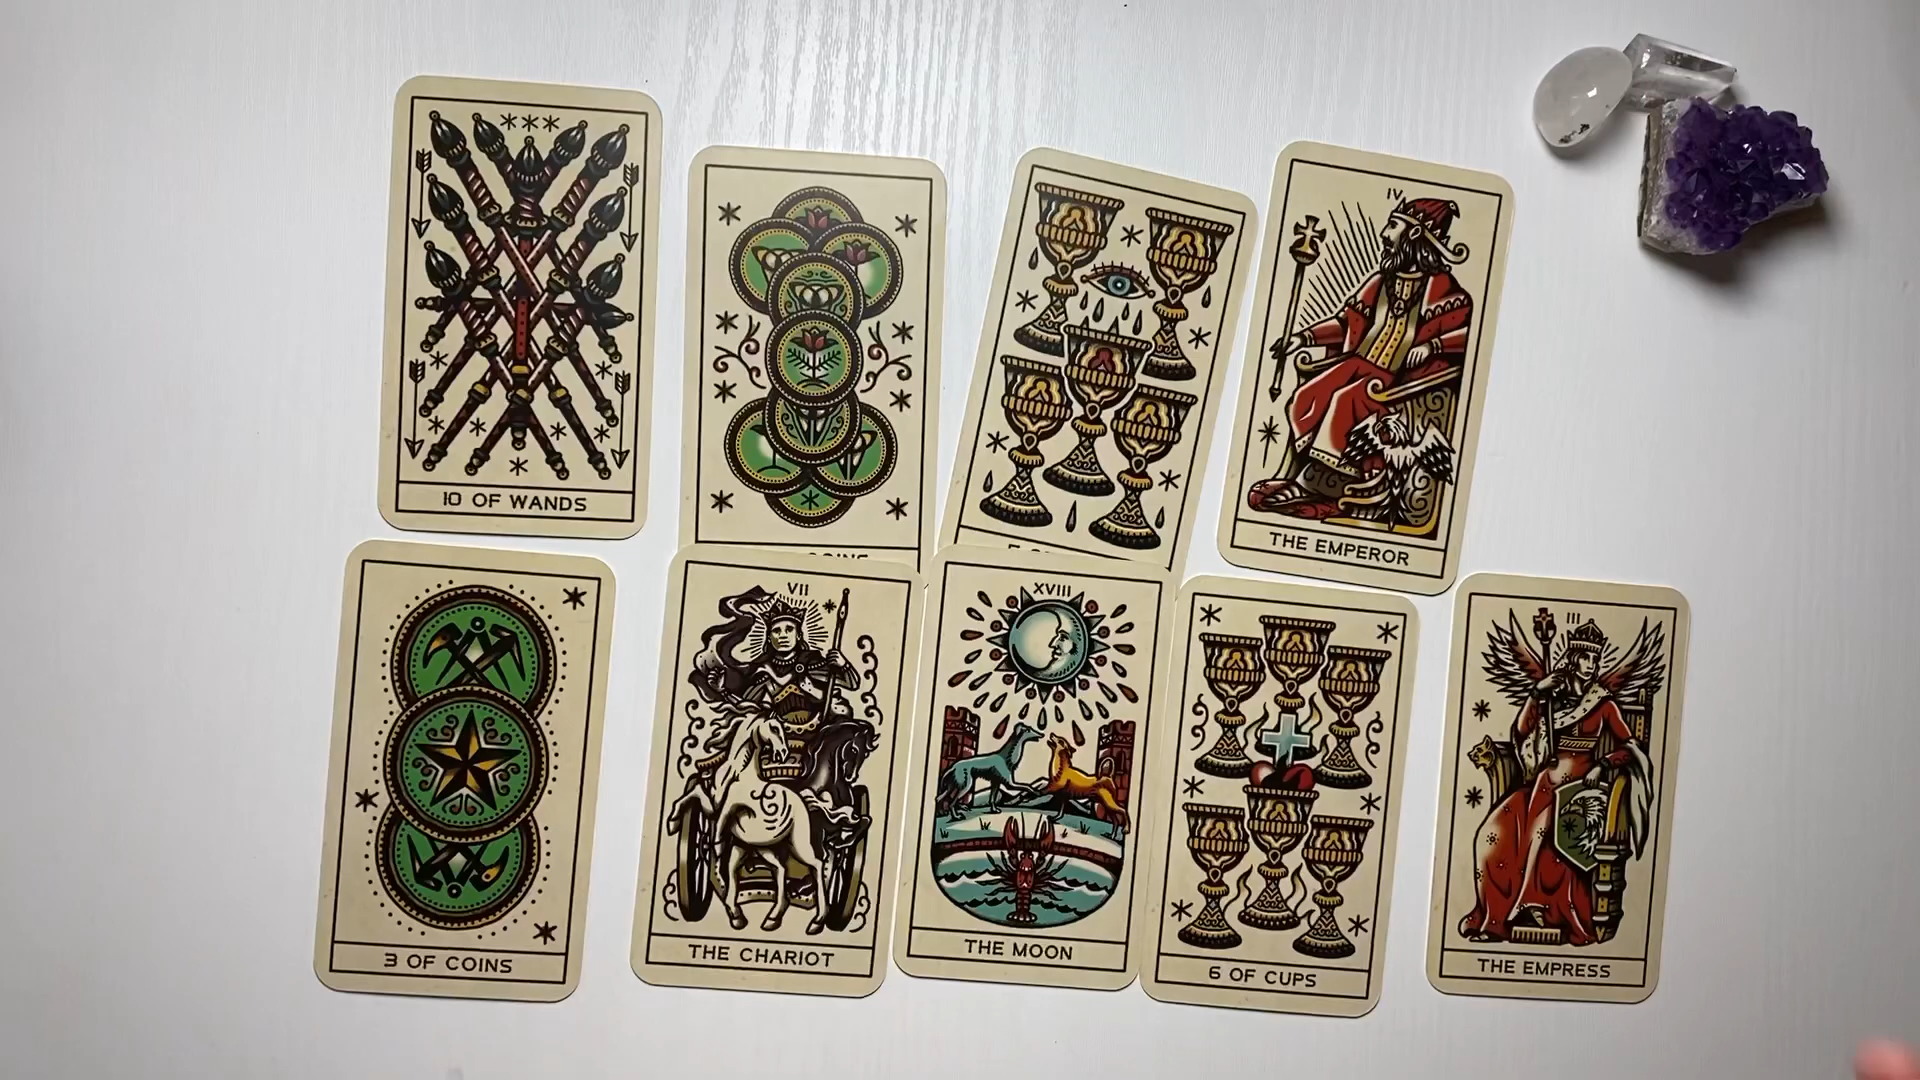 10 OF WANDS
IV
THE EMPEROR
3 OF COINS
VII
THE CHARIOT
XVIII
THE MOON
6 OF CUPS
III
THE EMPRESS